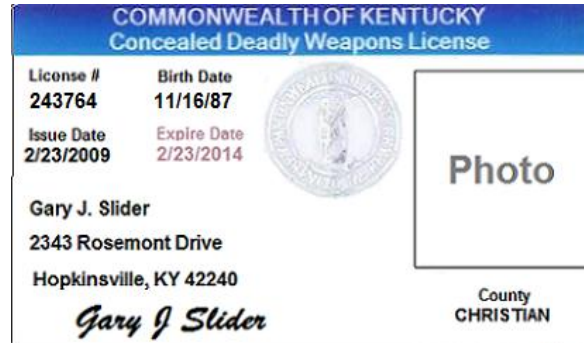 COMMONWEALTH OF KENTUCKY
Concealed Deadly Weapons License
License # Birth Date
243764 11/16/87
Issue Date Expire Date
2/23/2009 2/23/2014
Photo
Gary J. Slider
2343 Rosemont Drive
Hopkinsville, KY 42240
Gary J Slider
County
CHRISTIAN